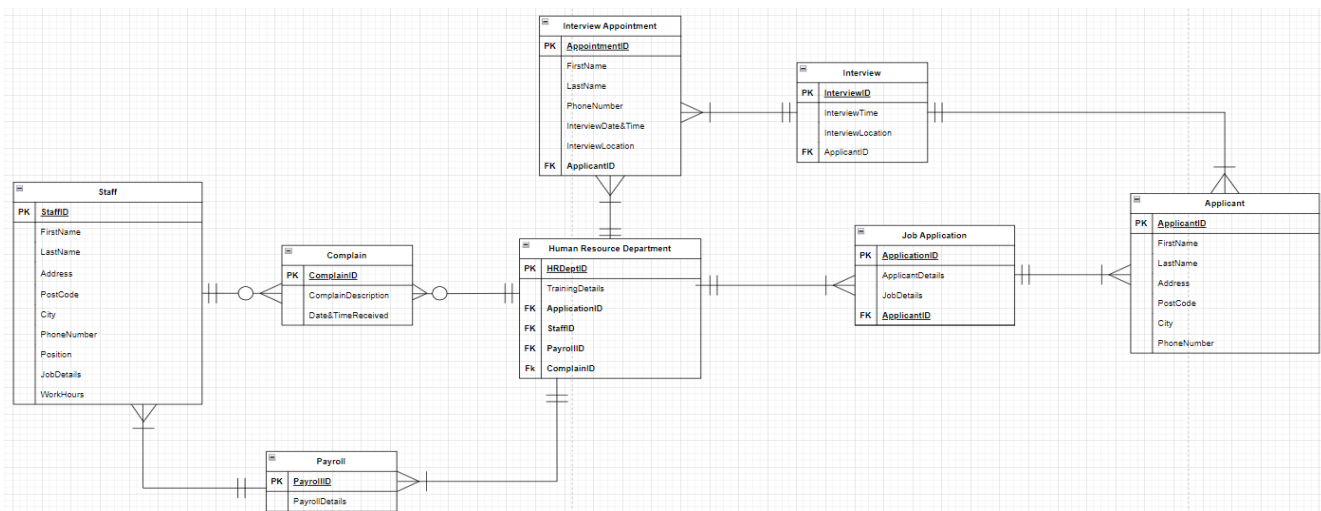 Interview Appointment
PK AppointmentID
FirstName
LastName
PhoneNumber
InterviewDate&Time
InterviewLocation
FK ApplicantID
Interview
PK InterviewID
InterviewTime
InterviewLocation
FK ApplicantID
Staff
PK StaffID
FirstName
LastName
Address
PostCode
City
PhoneNumber
Position
JobDetails
WorkHours
Complain
PK ComplainID
ComplainDescription
Date&TimeReceived
Human Resource Department
PK HRDeptID
TrainingDetails
FK ApplicationID
FK StaffID
FK PayrollID
Fk ComplainID
Job Application
PK ApplicationID
ApplicantDetails
JobDetails
FK ApplicantID
Applicant
PK ApplicantID
FirstName
LastName
Address
PostCode
City
PhoneNumber
Payroll
PK PayrollID
PayrollDetails